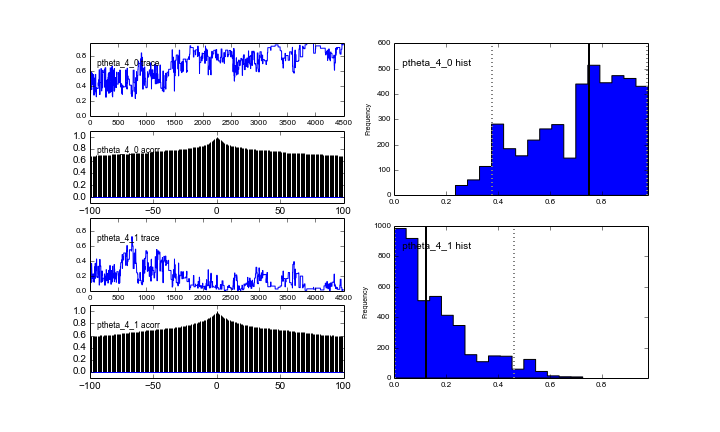 ptheta_4_0 trace
0.8
0.6
0.4
0.2
0.0
0 500 1000 1500 2000 2500 3000 3500 4000 4500
ptheta_4_0 acorr
1.0
0.8
0.6
0.4
0.2
0.0
−100 −50 0 50 100
ptheta_4_1 trace
0.8
0.6
0.4
0.2
0.0
0 500 1000 1500 2000 2500 3000 3500 4000 4500
ptheta_4_1 acorr
1.0
0.8
0.6
0.4
0.2
0.0
−100 −50 0 50 100
ptheta_4_0 hist
Frequency
600
500
400
300
200
100
0
0.0 0.2 0.4 0.6 0.8
ptheta_4_1 hist
Frequency
1000
800
600
400
200
0
0.0 0.2 0.4 0.6 0.8